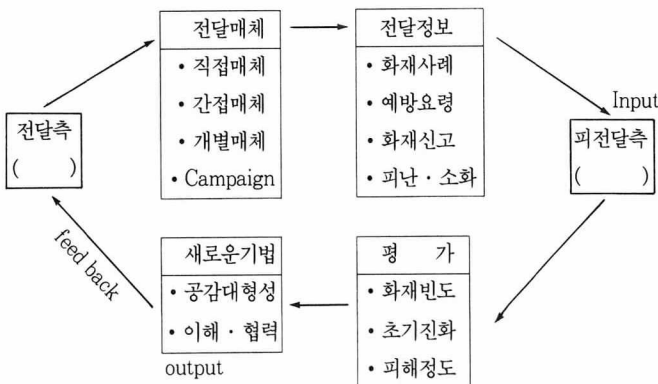 전달매체
• 직접매체
• 간접매체
• 개별매체
• Campaign
전달정보
• 화재사례
• 예방요령
• 화재신고
• 피난 · 소화
전달측
(      )
Input
피전달측
(      )
평 가
• 화재빈도
• 초기진화
• 피해정도
새로운기법
• 공감대형성
• 이해 · 협력
output
feed back